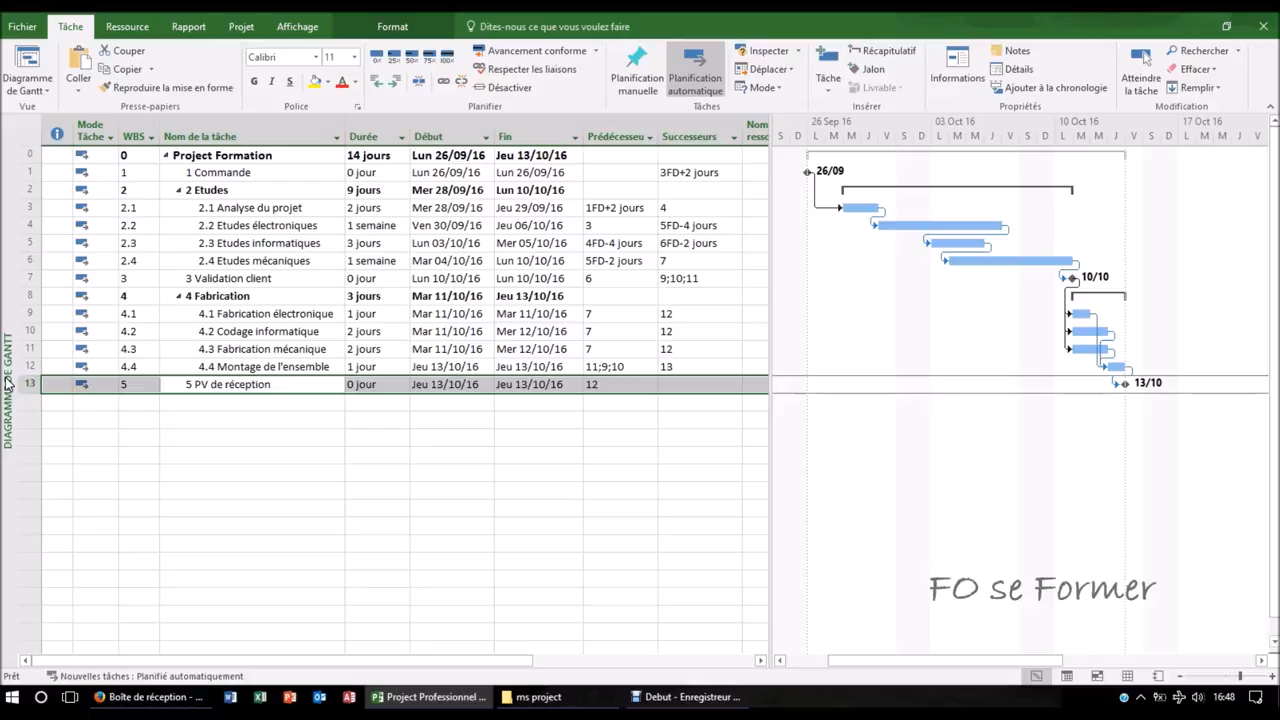 Fichier Tâche Ressource Rapport Projet Affichage Format Dites-nous ce que vous voulez faire
Diagramme de Gantt
Vue
Coller
Couper
Copier
Reproduire la mise en forme
Presse-papiers
Calibri 11
G I S A
Police
0% 25% 50% 75% 100%
Avancement conforme
Respecter les liaisons
Désactiver
Planifier
Planification manuelle
Planification automatique
Inspecter
Déplacer
Mode
Tâches
Tâche
Récapitulatif
Jalon
Livrable
Insérer
Informations
Notes
Détails
Ajouter à la chronologie
Propriétés
Atteindre la tâche
Rechercher
Effacer
Remplir
Modification
Mode Tâche WBS Nom de la tâche Durée Début Fin Prédécesseu Successeurs Nom resso
26 Sep 16 03 Oct 16 10 Oct 16 17 Oct 16
S D L M M J V S D L M M J V S D L M M J V S D L M M J V
0 0 Project Formation 14 jours Lun 26/09/16 Jeu 13/10/16
1 1 1 Commande 0 jour Lun 26/09/16 Lun 26/09/16 3FD+2 jours
2 2 2 Etudes 9 jours Mer 28/09/16 Lun 10/10/16
3 2.1 2.1 Analyse du projet 2 jours Mer 28/09/16 Jeu 29/09/16 1FD+2 jours 4
4 2.2 2.2 Etudes électroniques 1 semaine Ven 30/09/16 Jeu 06/10/16 3 5FD-4 jours
5 2.3 2.3 Etudes informatiques 3 jours Lun 03/10/16 Mer 05/10/16 4FD-4 jours 6FD-2 jours
6 2.4 2.4 Etudes mécaniques 1 semaine Mar 04/10/16 Lun 10/10/16 5FD-2 jours 7
7 3 3 Validation client 0 jour Lun 10/10/16 Lun 10/10/16 6 9;10;11
8 4 4 Fabrication 3 jours Mar 11/10/16 Jeu 13/10/16
9 4.1 4.1 Fabrication électronique 1 jour Mar 11/10/16 Mar 11/10/16 7 12
10 4.2 4.2 Codage informatique 2 jours Mar 11/10/16 Mer 12/10/16 7 12
11 4.3 4.3 Fabrication mécanique 2 jours Mar 11/10/16 Mer 12/10/16 7 12
12 4.4 4.4 Montage de l'ensemble 1 jour Jeu 13/10/16 Jeu 13/10/16 11;9;10 13
13 5 5 PV de réception 0 jour Jeu 13/10/16 Jeu 13/10/16 12
26/09
10/10
13/10
DIAGRAMME DE GANTT
FO se Former
Prêt Nouvelles tâches : Planifié automatiquement
Boîte de réception - ... Project Professionnel ... ms project Debut - Enregistreur ... 16:48